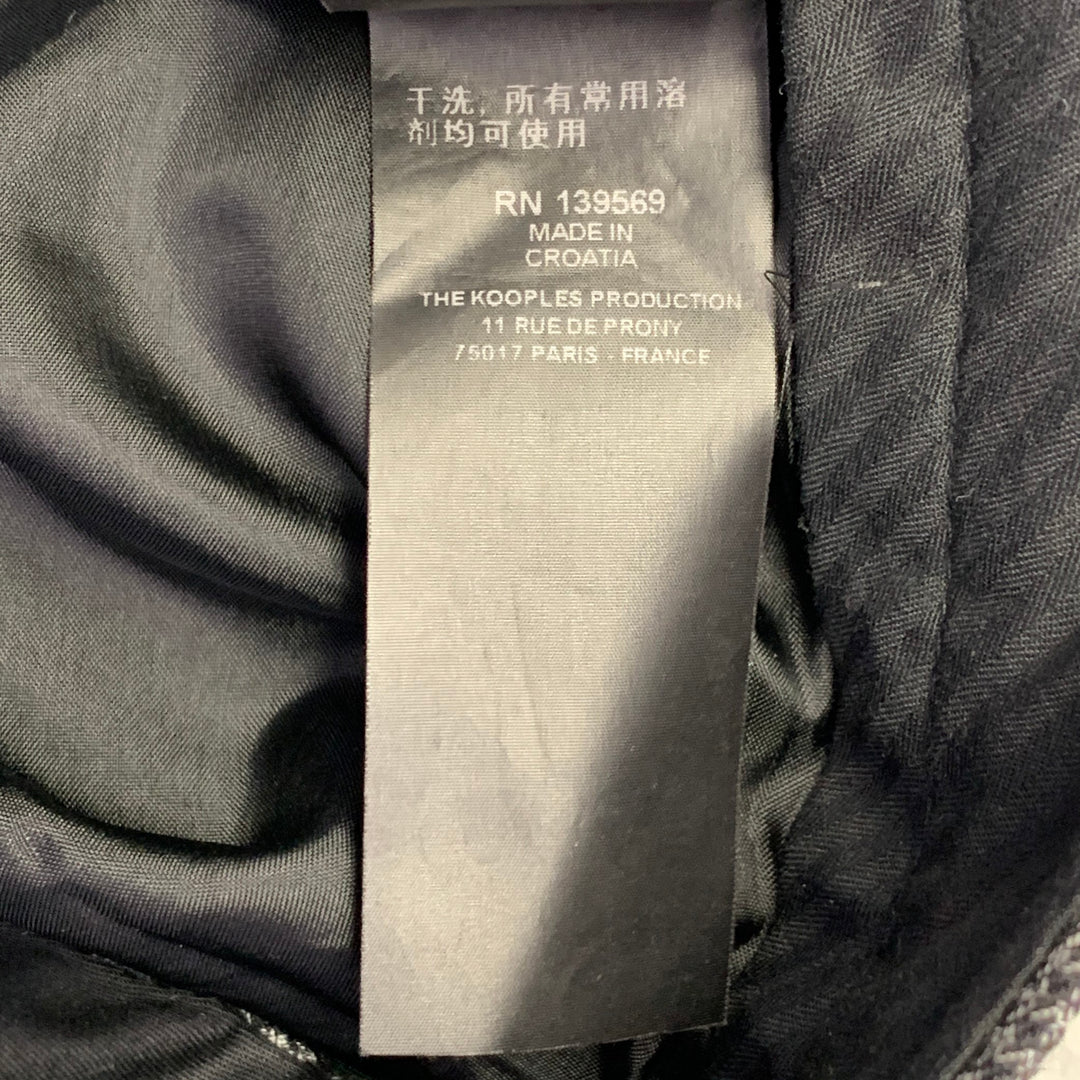 干洗, 所有常用溶
剂均可使用
RN 139569
MADE IN
CROATIA
THE KOOPLES PRODUCTION
11 RUE DE PRONY
75017 PARIS - FRANCE